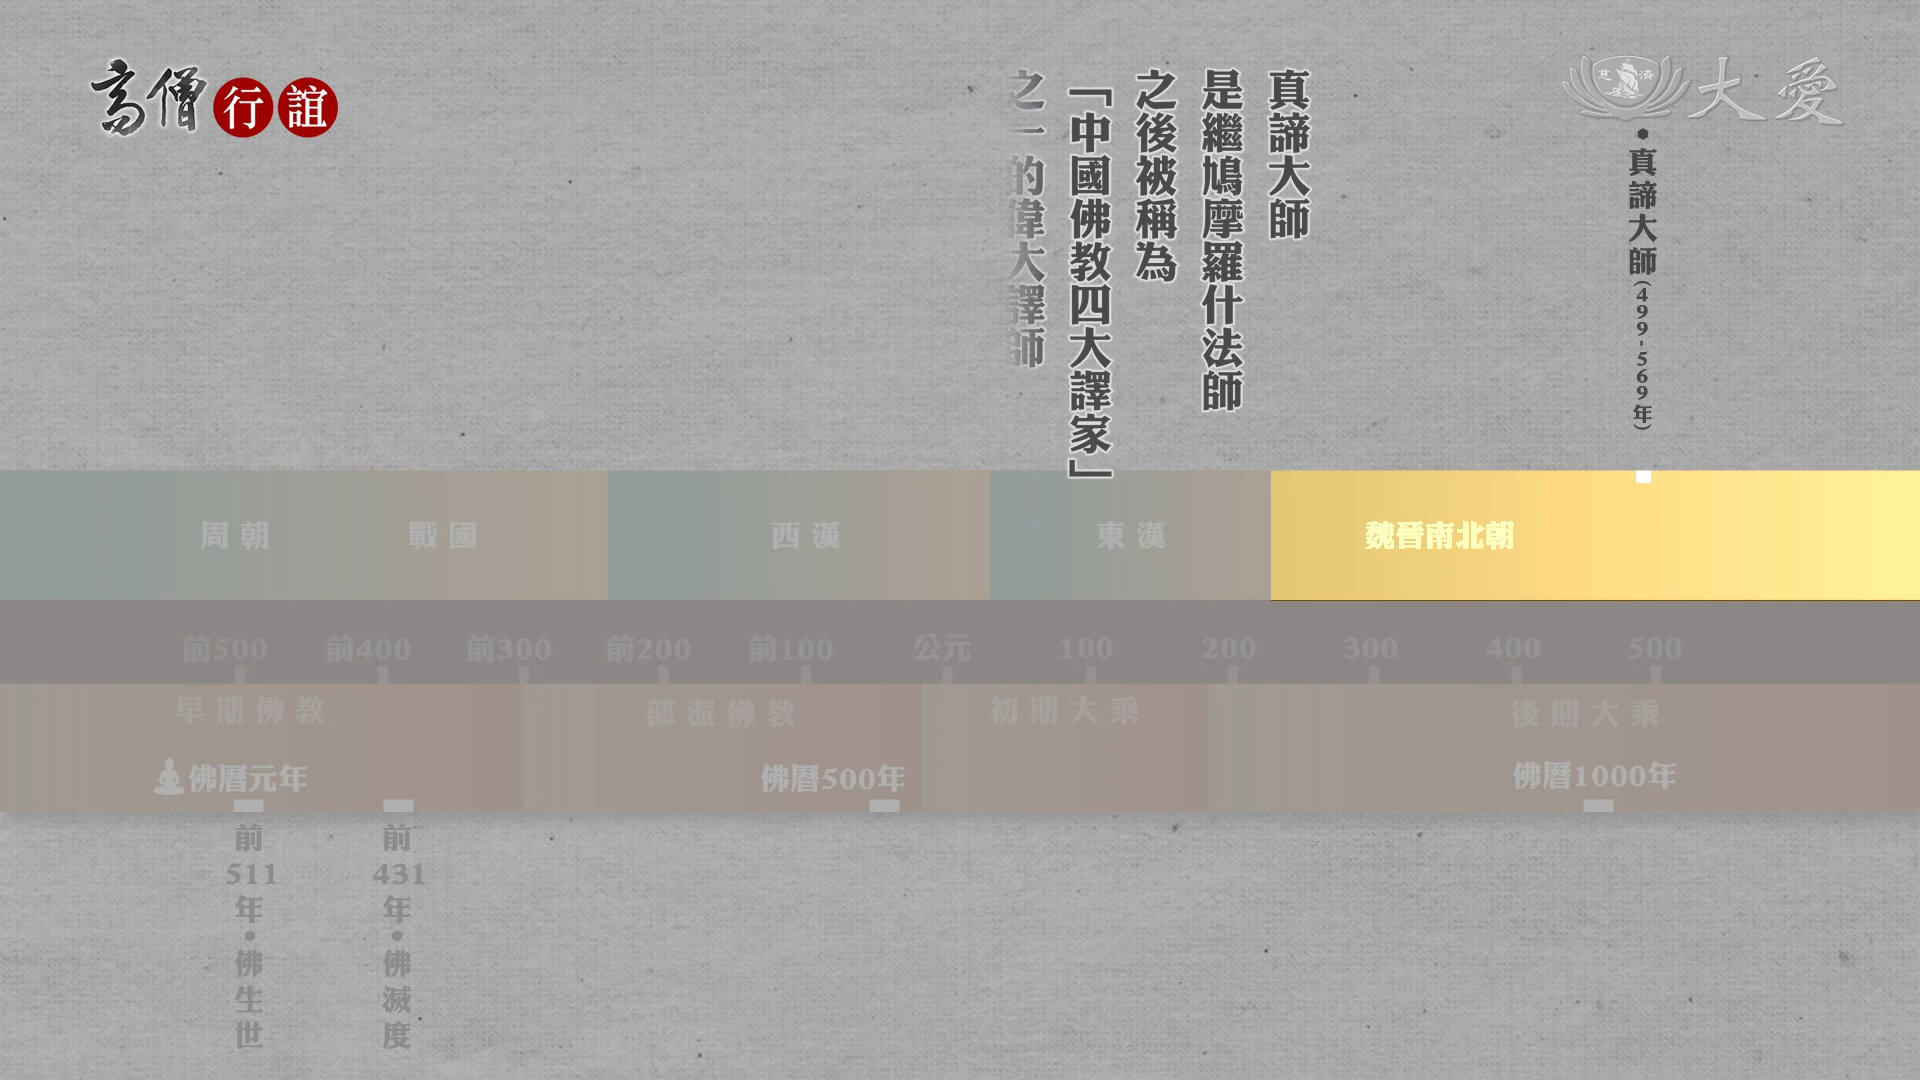 高僧行誼
慈濟
大愛
真諦大師
是繼鳩摩羅什法師
之後被稱為
「中國佛教四大譯家」
之一的偉大譯師
•真諦大師(499-569年)
周朝
戰國
西漢
東漢
魏晉南北朝
前500
前400
前300
前200
前100
公元
100
200
300
400
500
早期佛教
部派佛教
初期大乘
後期大乘
佛曆元年
佛曆500年
佛曆1000年
前511年•佛生世
前431年•佛滅度